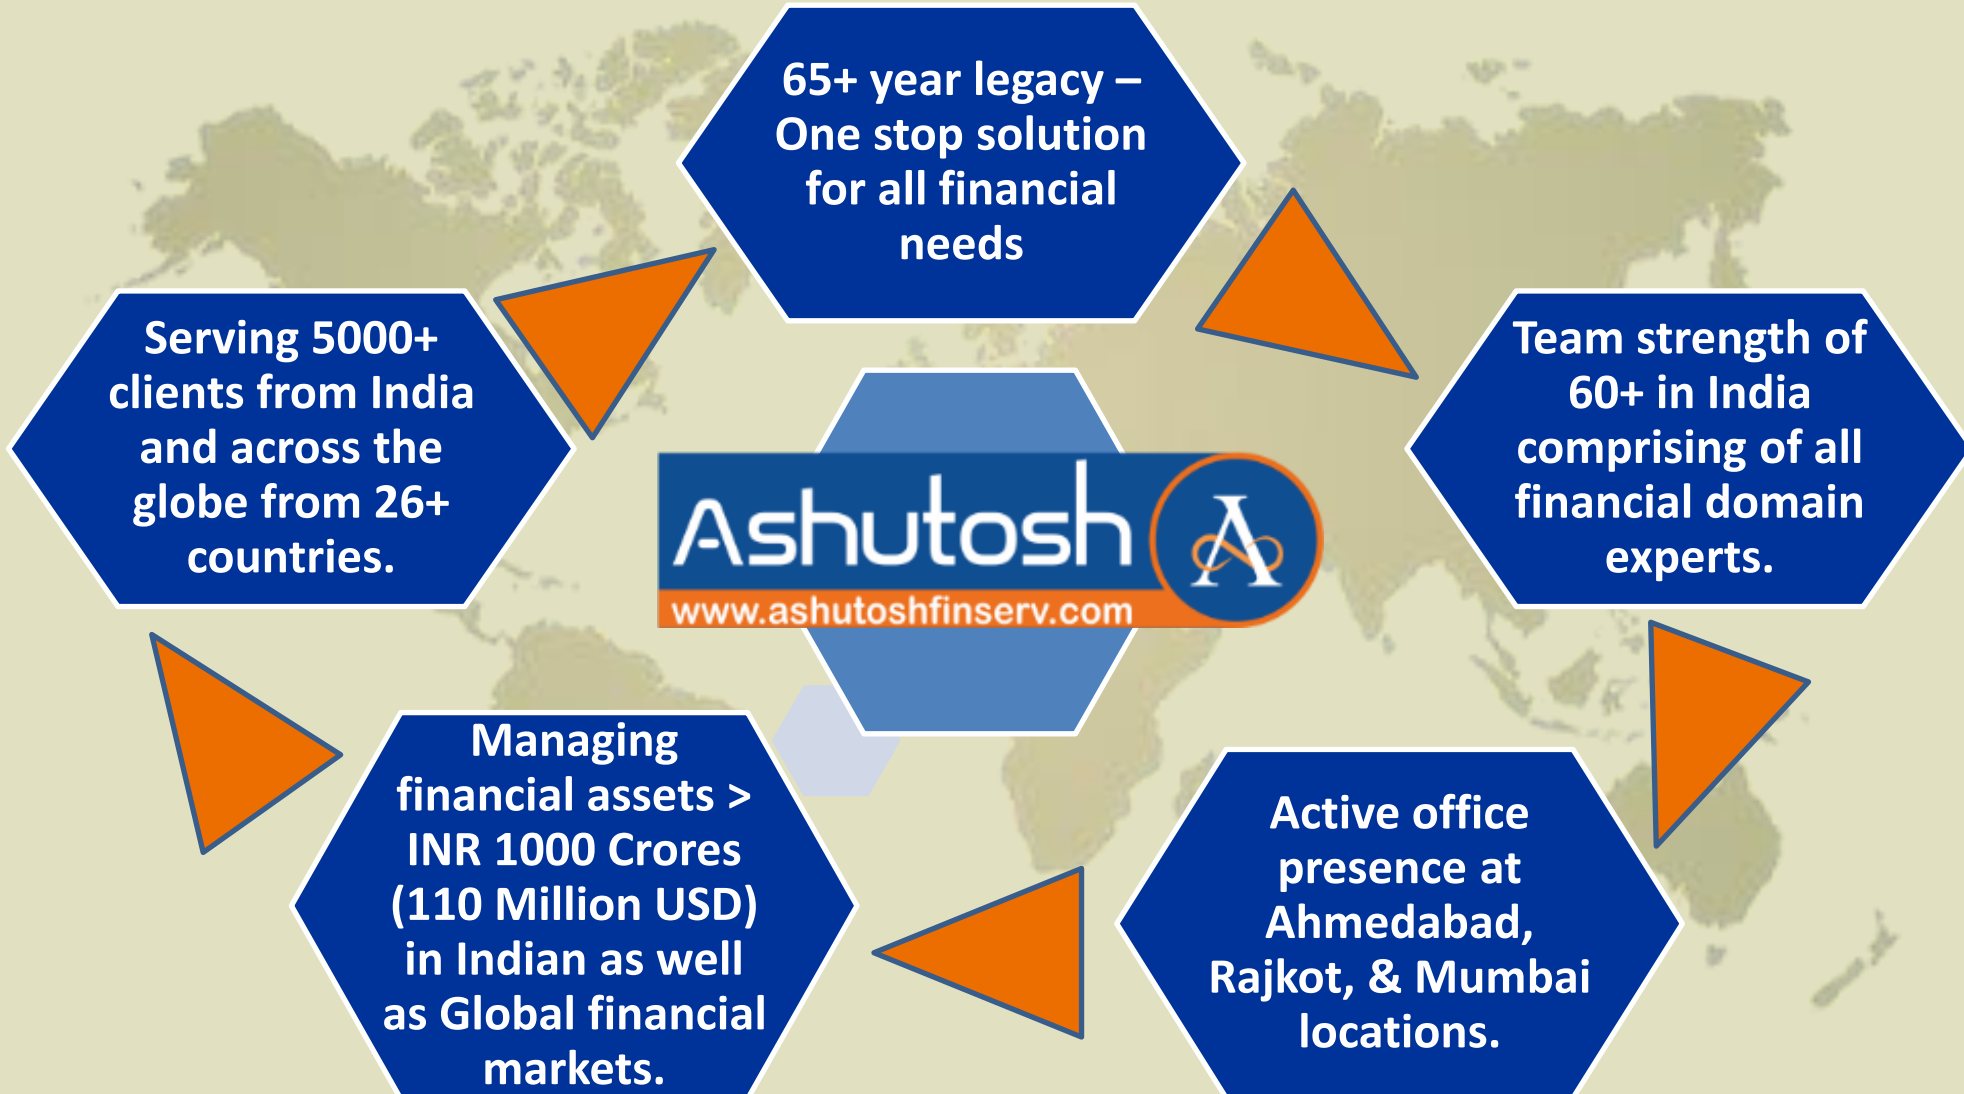 65+ year legacy –
One stop solution
for all financial
needs
Team strength of
60+ in India
comprising of all
financial domain
experts.
Active office
presence at
Ahmedabad,
Rajkot, & Mumbai
locations.
Managing
financial assets >
INR 1000 Crores
(110 Million USD)
in Indian as well
as Global financial
markets.
Serving 5000+
clients from India
and across the
globe from 26+
countries.
Ashutosh
A
www.ashutoshfinserv.com